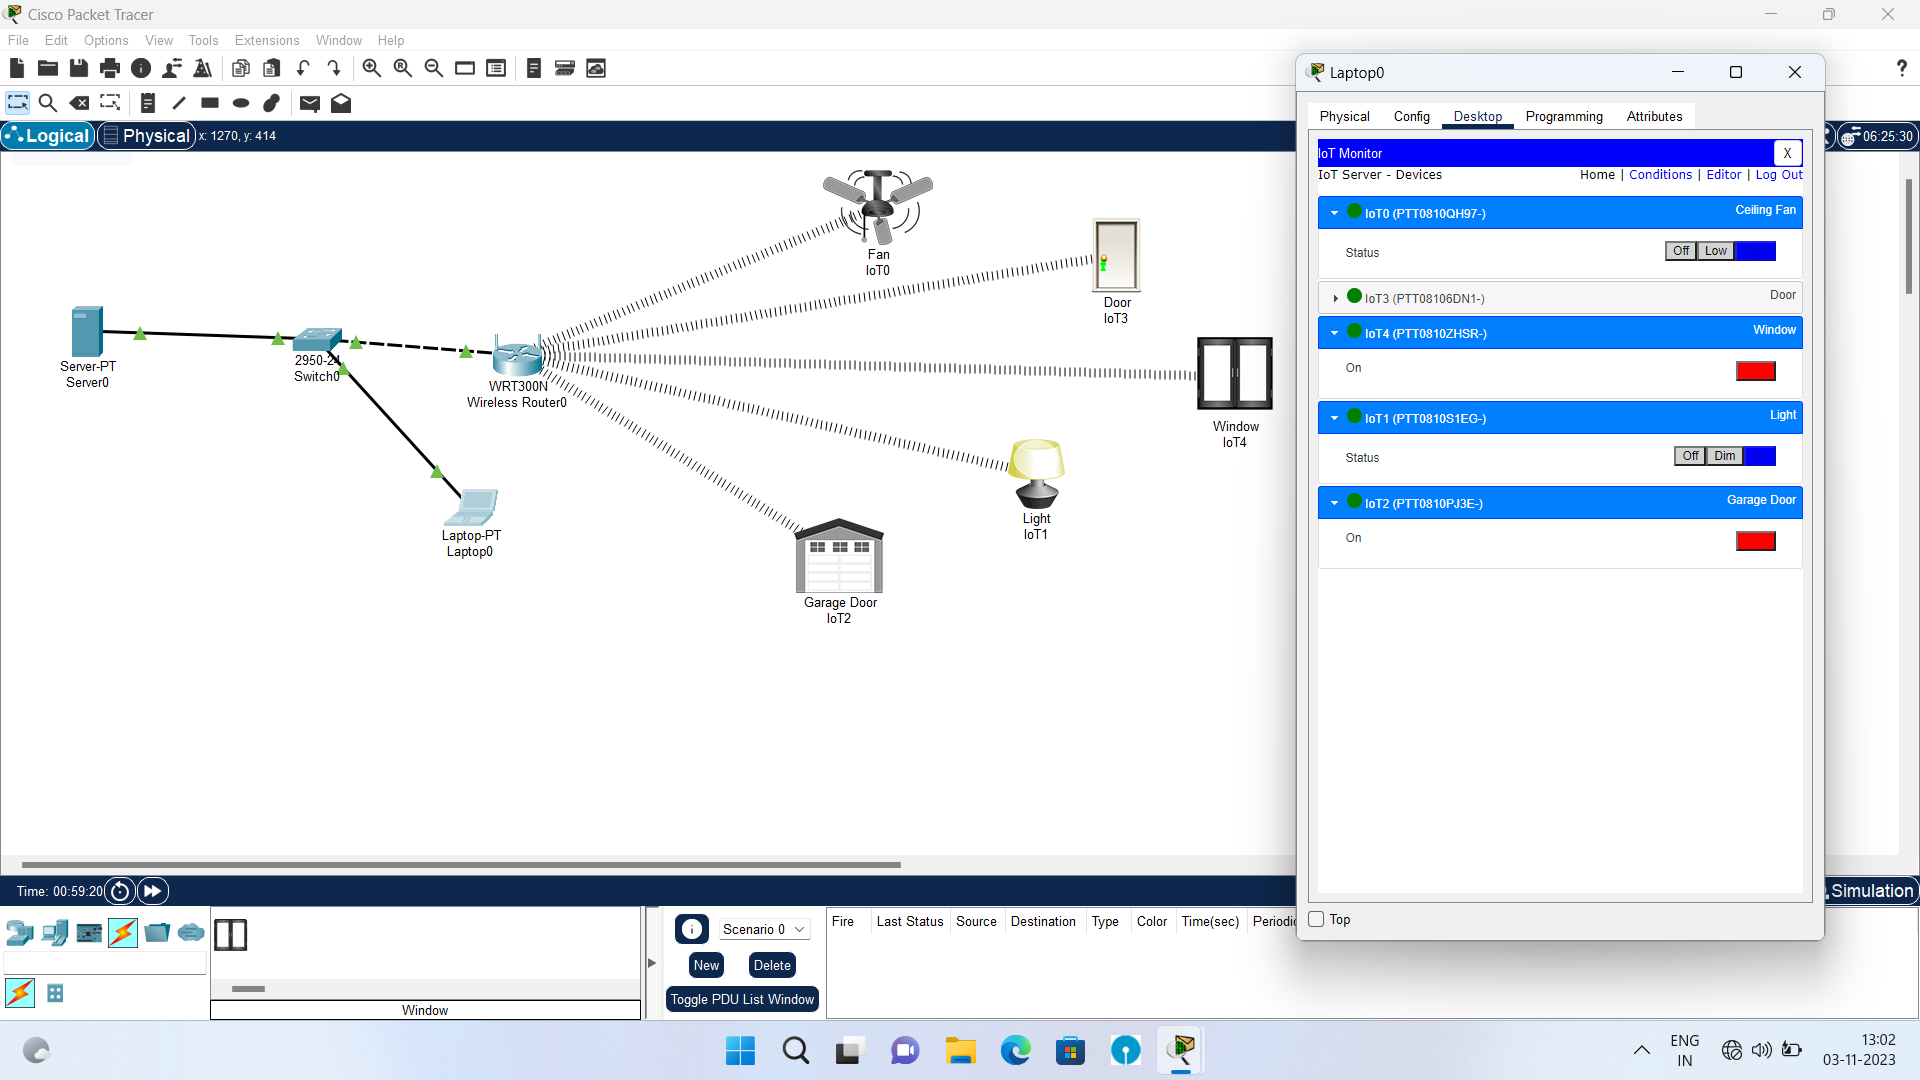 Cisco Packet Tracer
File Edit Options View Tools Extensions Window Help
Logical Physical x: 1270, y: 414
06:25:30
Fan
IoT0
Door
IoT3
Server-PT
Server0
2950-24
Switch0
WRT300N
Wireless Router0
Window
IoT4
Laptop-PT
Laptop0
Light
IoT1
Garage Door
IoT2
Laptop0
Physical Config Desktop Programming Attributes
IoT Monitor X
IoT Server - Devices Home | Conditions | Editor | Log Out
IoT0 (PTT0810QH97-) Ceiling Fan
Status Off Low
IoT3 (PTT08106DN1-) Door
IoT4 (PTT0810ZHSR-) Window
On
IoT1 (PTT0810S1EG-) Light
Status Off Dim
IoT2 (PTT0810PJ3E-) Garage Door
On
Top
Time: 00:59:20
Simulation
Window
Scenario 0
New Delete
Toggle PDU List Window
Fire Last Status Source Destination Type Color Time(sec) Periodic
ENG
IN
13:02
03-11-2023